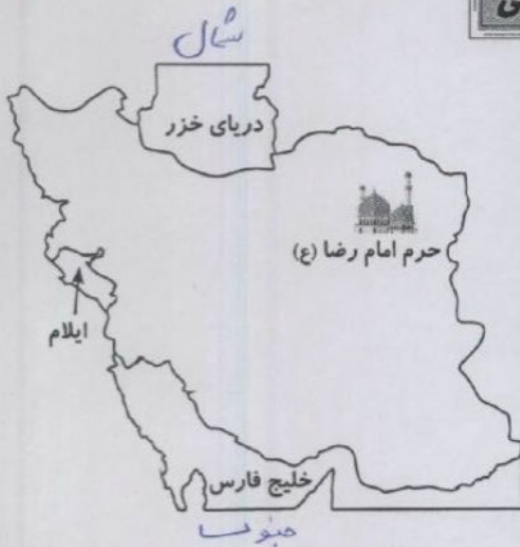 شمال
دریای خزر
حرم امام رضا (ع)
ایلام
خلیج فارس
جنوب